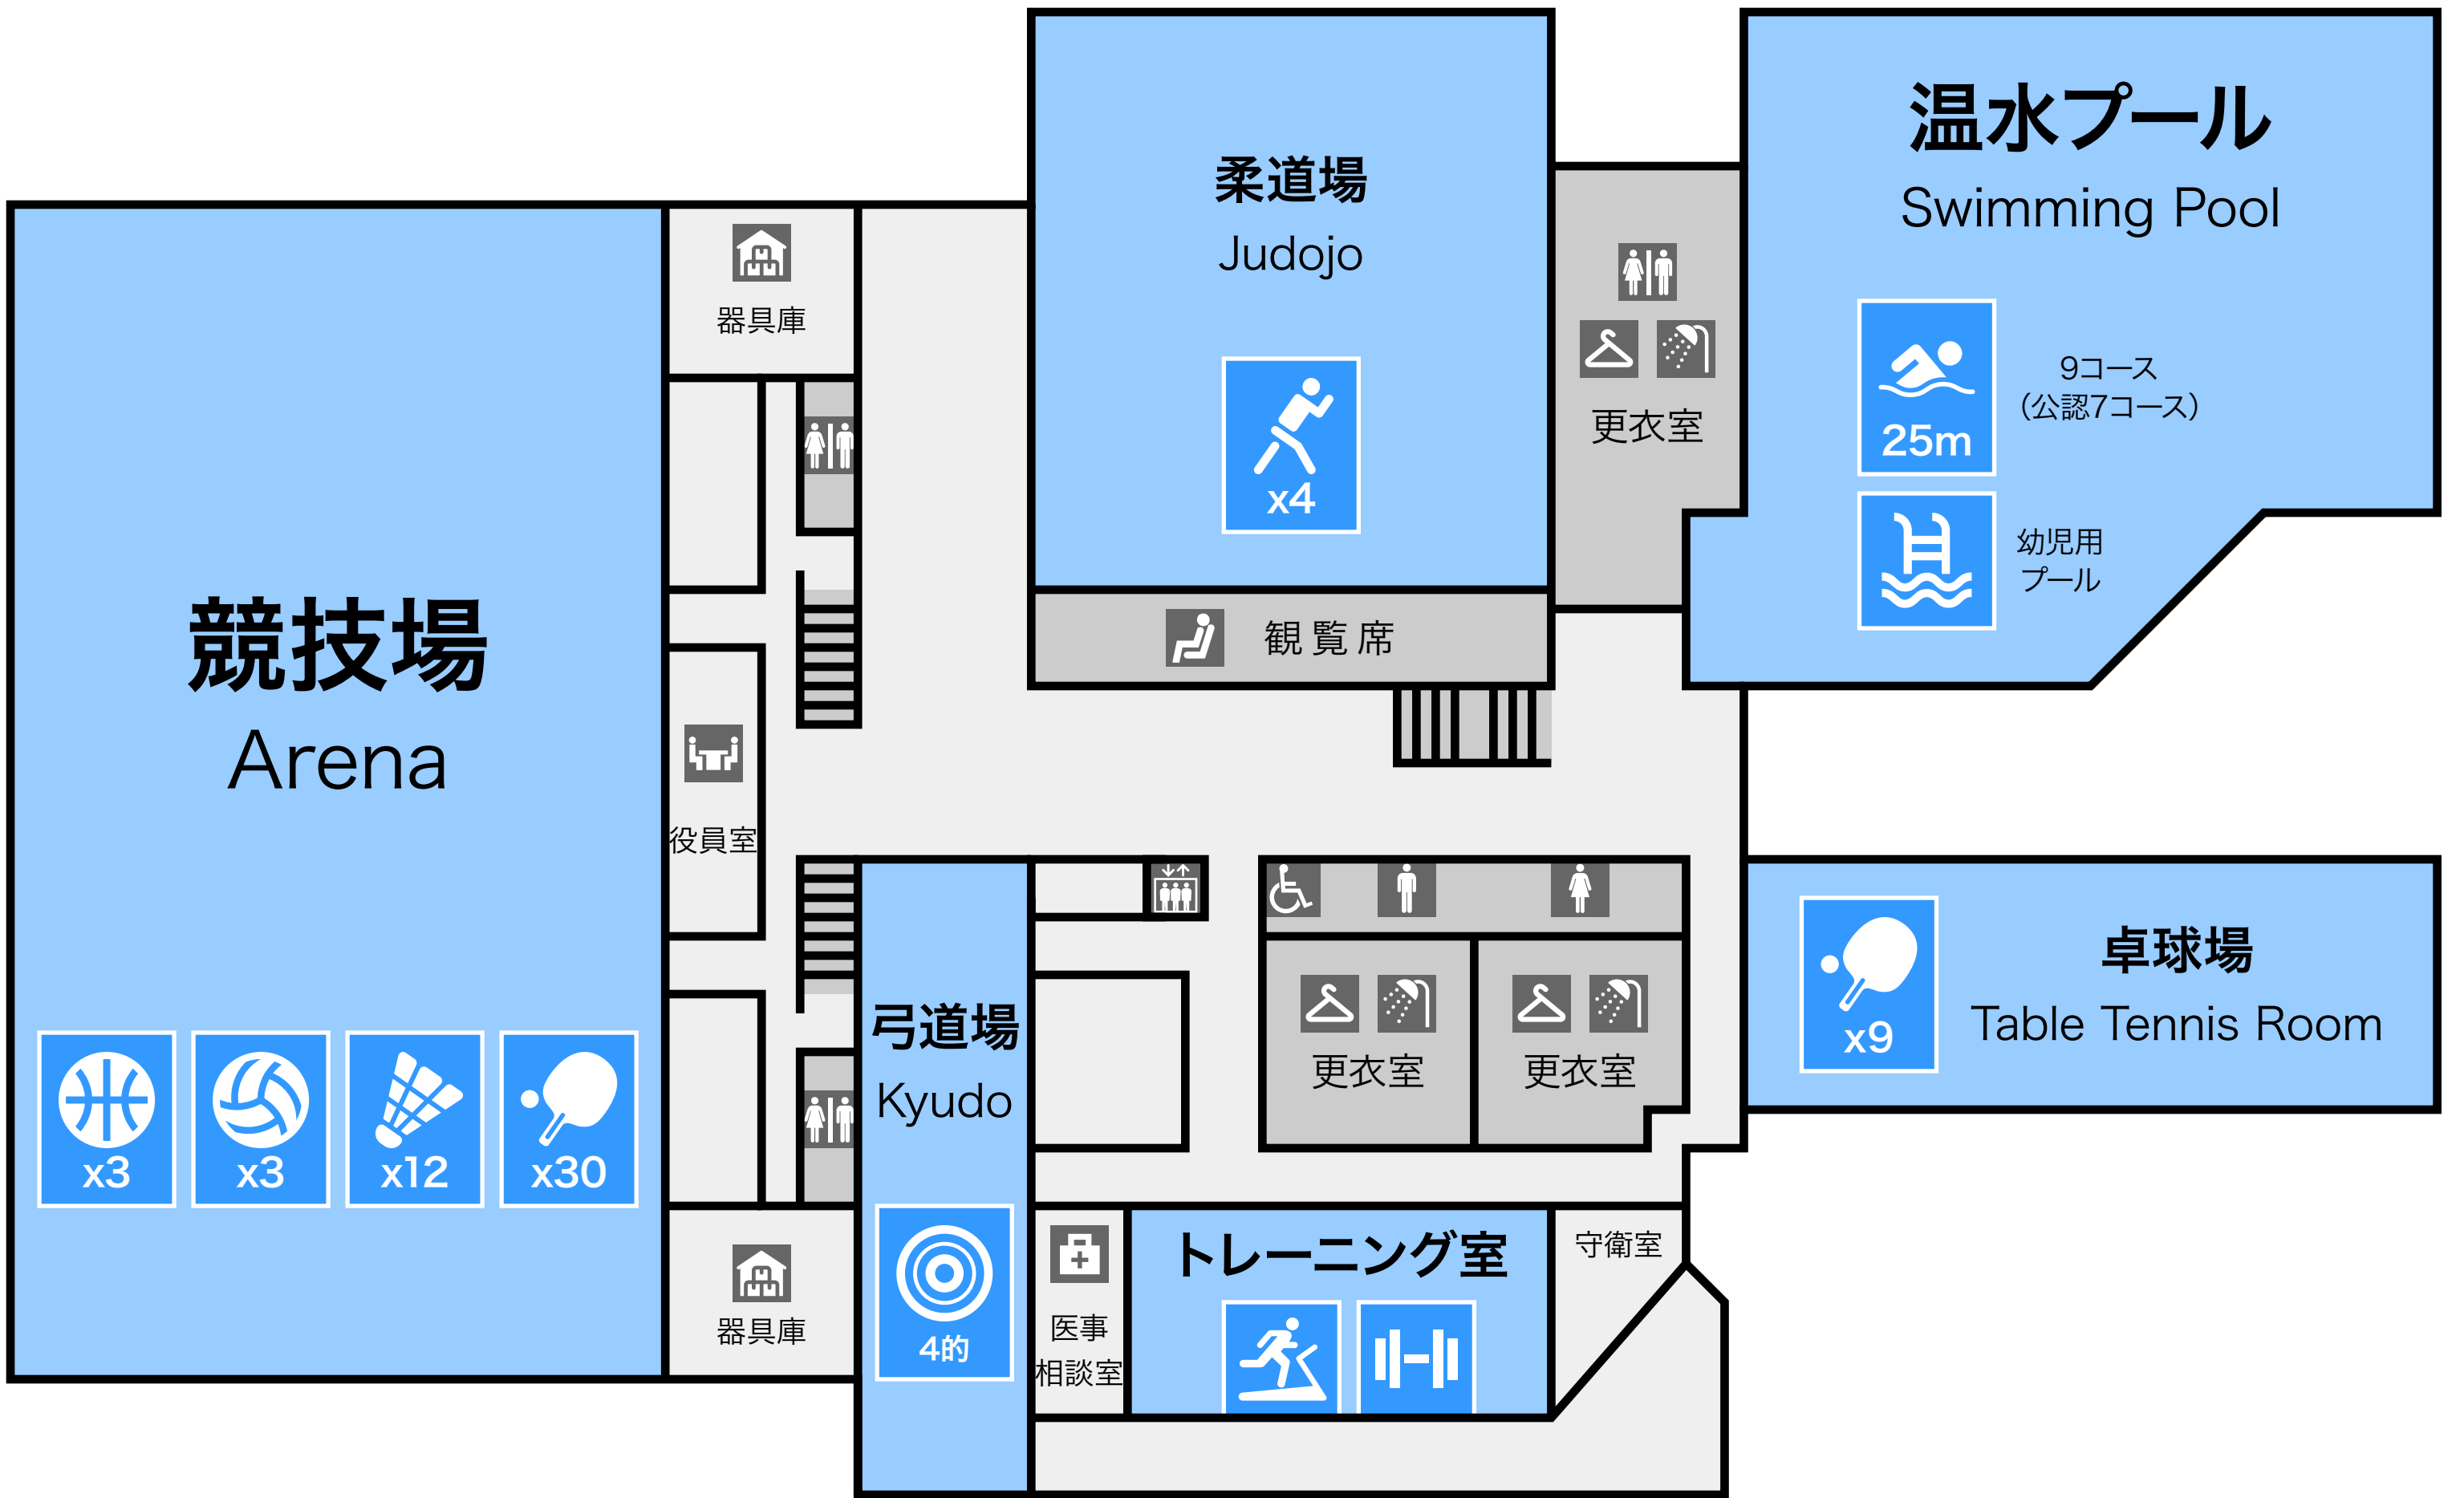 競技場
Arena
x3
x3
x12
x30
器具庫
役員室
器具庫
柔道場
Judojo
x4
観覧席
更衣室
温水プール
Swimming Pool
25m
9コース
（公認7コース）
幼児用
プール
弓道場
Kyudo
4的
更衣室
更衣室
卓球場
Table Tennis Room
x9
医事
相談室
トレーニング室
守衛室